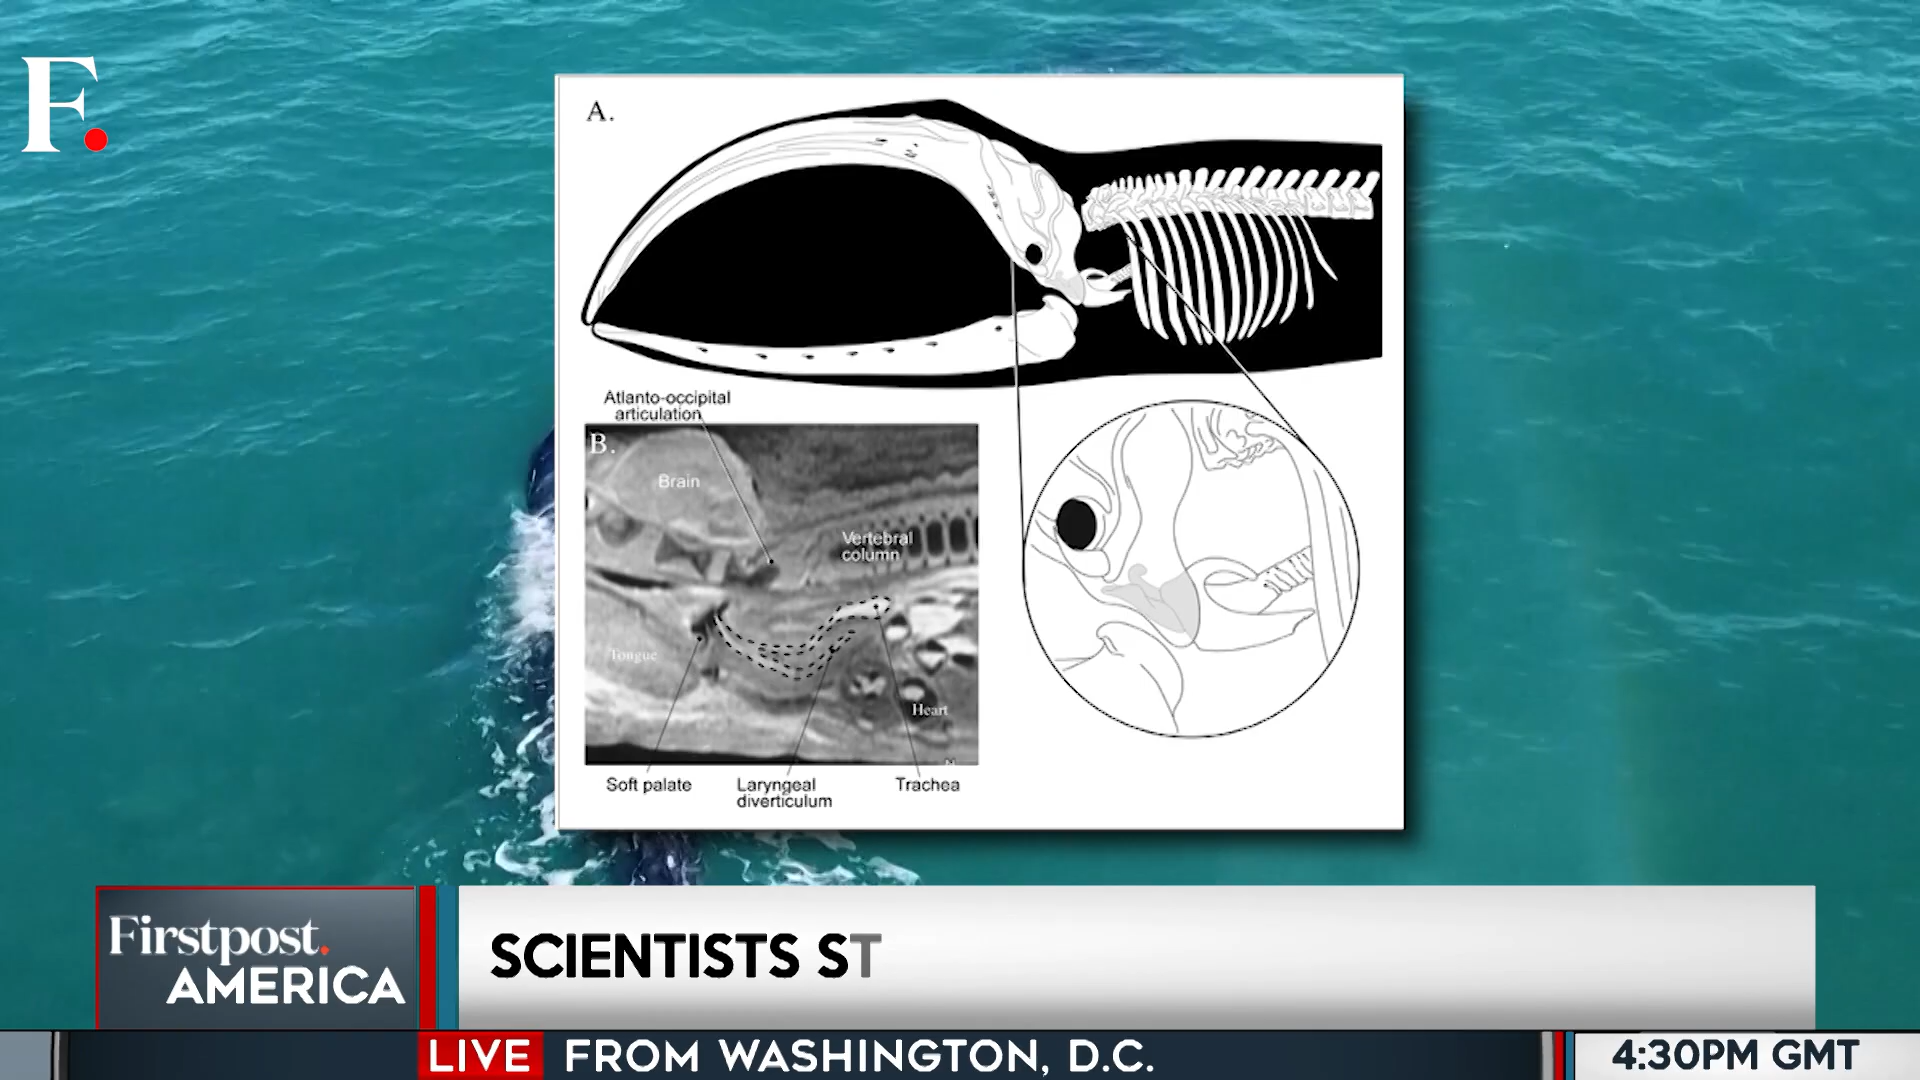 F.
A.
Atlanto-occipital
articulation
B.
Brain
Vertebral
column
Tongue
Heart
Soft palate
Laryngeal
diverticulum
Trachea
Firstpost.
AMERICA
SCIENTISTS ST
LIVE FROM WASHINGTON, D.C.
4:30PM GMT